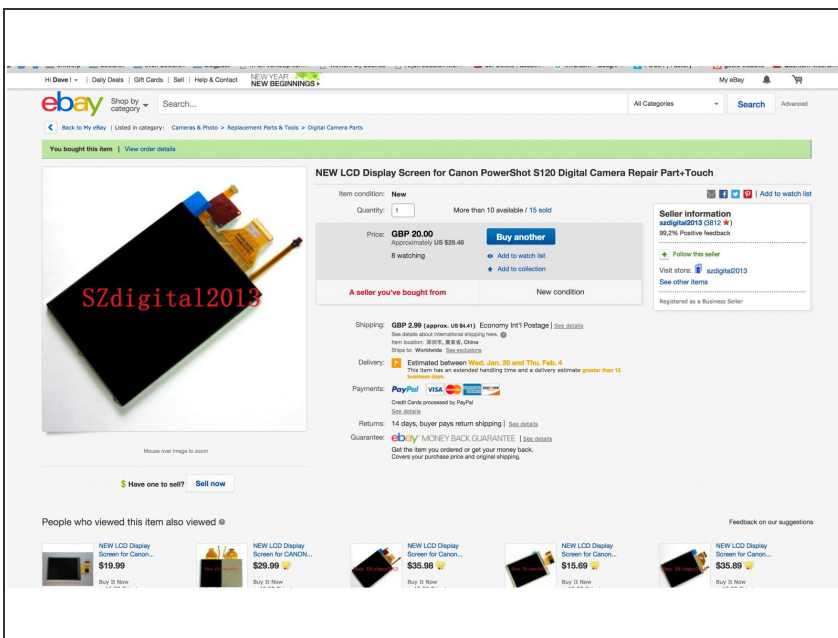 Hi Dave! | Daily Deals | Gift Cards | Sell | Help & Contact
NEW YEAR
NEW BEGINNINGS
My eBay
ebay
Shop by
category
Search...
All Categories
Search
Advanced
Back to My eBay | Listed in category: Cameras & Photo > Replacement Parts & Tools > Digital Camera Parts
You bought this item | View order details
SZdigital2013
Mouse over image to zoom
$ Have one to sell? Sell now
NEW LCD Display Screen for Canon PowerShot S120 Digital Camera Repair Part+Touch
Item condition: New
Quantity: 1 More than 10 available / 15 sold
Price: GBP 20.00
Approximately US $29.48
8 watching
Buy another
Add to watch list
Add to collection
A seller you've bought from
New condition
Shipping: GBP 2.99 (approx. US $4.41) Economy Int'l Postage | See details
See details about international shipping here.
Item location: 深圳市, 廣東省, China
Ships to: Worldwide See exclusions
Delivery: Estimated between Wed. Jan. 20 and Thu. Feb. 4
This item has an extended handling time and a delivery estimate greater than 12
business days.
Payments: PayPal VISA
Credit Cards processed by PayPal
See details
Returns: 14 days, buyer pays return shipping | See details
Guarantee: ebay MONEY BACK GUARANTEE | See details
Get the item you ordered or get your money back.
Covers your purchase price and original shipping.
Add to watch list
Seller information
szdigital2013 (3812 ★)
99,2% Positive feedback
Follow this seller
Visit store: szdigital2013
See other items
Registered as a Business Seller
People who viewed this item also viewed
Feedback on our suggestions
NEW LCD Display
Screen for Canon...
$19.99
Buy It Now
NEW LCD Display
Screen for CANON...
$29.99
Buy It Now
NEW LCD Display
Screen for Canon...
$35.98
Buy It Now
NEW LCD Display
Screen for Canon...
$15.69
Buy It Now
NEW LCD Display
Screen for Canon...
$35.89
Buy It Now